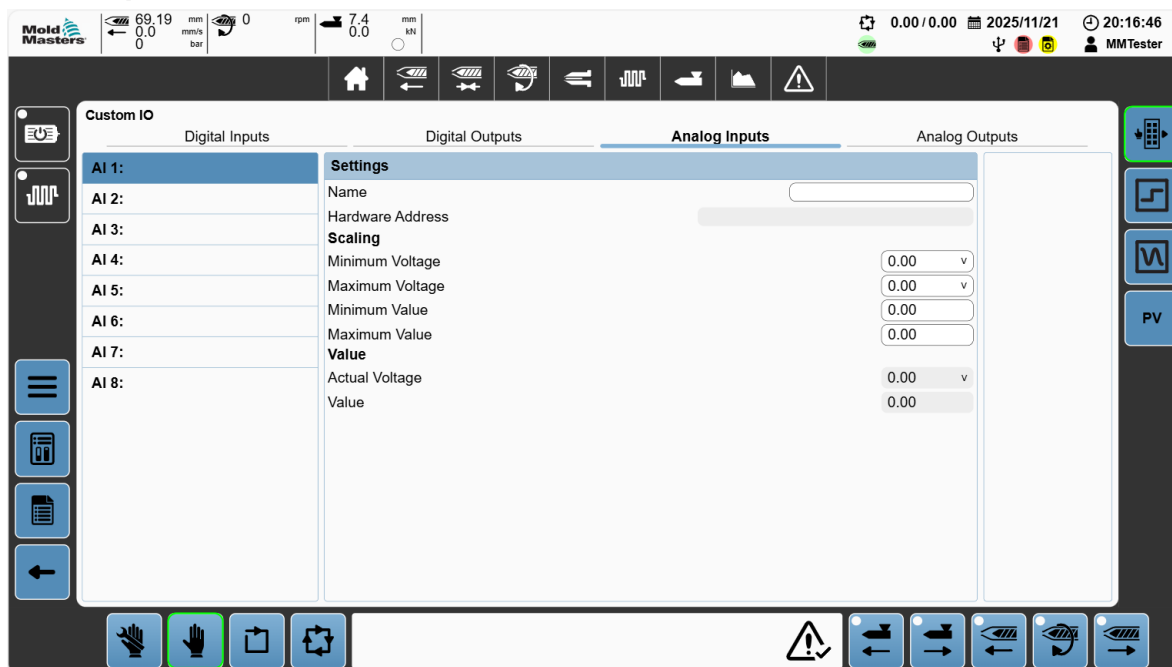 Mold
Masters
69.19 mm
0.0 mm/s
0 bar
0 rpm
7.4 mm
0.0 kN
0.00 / 0.00
2025/11/21
20:16:46
MMTester
Custom IO
Digital Inputs
Digital Outputs
Analog Inputs
Analog Outputs
AI 1:
AI 2:
AI 3:
AI 4:
AI 5:
AI 6:
AI 7:
AI 8:
Settings
Name
Hardware Address
Scaling
Minimum Voltage 0.00 v
Maximum Voltage 0.00 v
Minimum Value 0.00
Maximum Value 0.00
Value
Actual Voltage 0.00 v
Value 0.00
PV